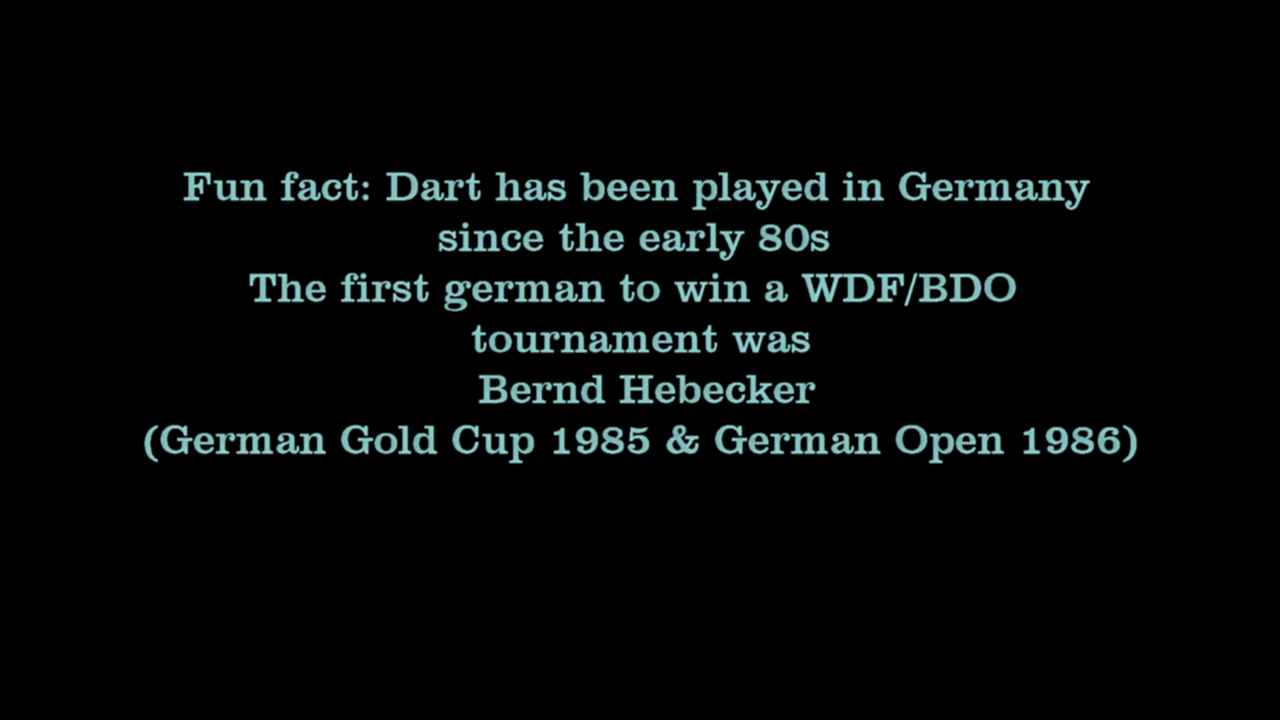 Fun fact: Dart has been played in Germany
since the early 80s
The first german to win a WDF/BDO
tournament was
Bernd Hebecker
(German Gold Cup 1985 & German Open 1986)